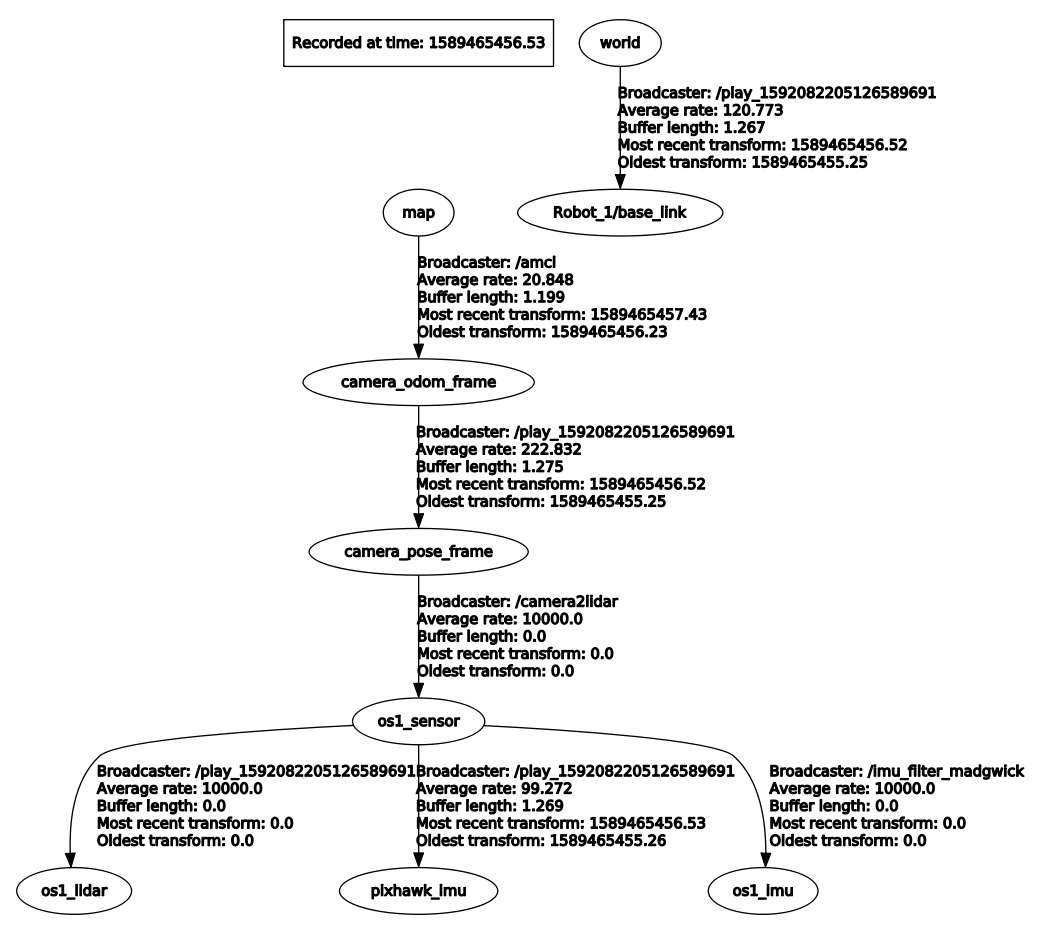 Recorded at time: 1589465456.53
world
Broadcaster: /play_1592082205126589691
Average rate: 120.773
Buffer length: 1.267
Most recent transform: 1589465456.52
Oldest transform: 1589465455.25
map
Robot_1/base_link
Broadcaster: /amcl
Average rate: 20.848
Buffer length: 1.199
Most recent transform: 1589465457.43
Oldest transform: 1589465456.23
camera_odom_frame
Broadcaster: /play_1592082205126589691
Average rate: 222.832
Buffer length: 1.275
Most recent transform: 1589465456.52
Oldest transform: 1589465455.25
camera_pose_frame
Broadcaster: /camera2lidar
Average rate: 10000.0
Buffer length: 0.0
Most recent transform: 0.0
Oldest transform: 0.0
os1_sensor
Broadcaster: /play_1592082205126589691
Average rate: 10000.0
Buffer length: 0.0
Most recent transform: 0.0
Oldest transform: 0.0
Broadcaster: /play_1592082205126589691
Average rate: 99.272
Buffer length: 1.269
Most recent transform: 1589465456.53
Oldest transform: 1589465455.26
Broadcaster: /imu_filter_madgwick
Average rate: 10000.0
Buffer length: 0.0
Most recent transform: 0.0
Oldest transform: 0.0
os1_lidar
pixhawk_imu
os1_imu